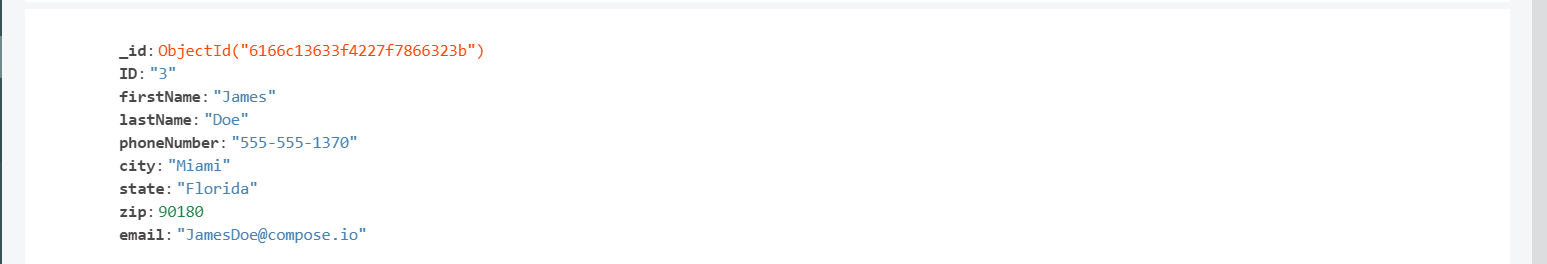 _id: ObjectId("6166c13633f4227f7866323b")
ID: "3"
firstName: "James"
lastName: "Doe"
phoneNumber: "555-555-1370"
city: "Miami"
state: "Florida"
zip: 90180
email: "JamesDoe@compose.io"